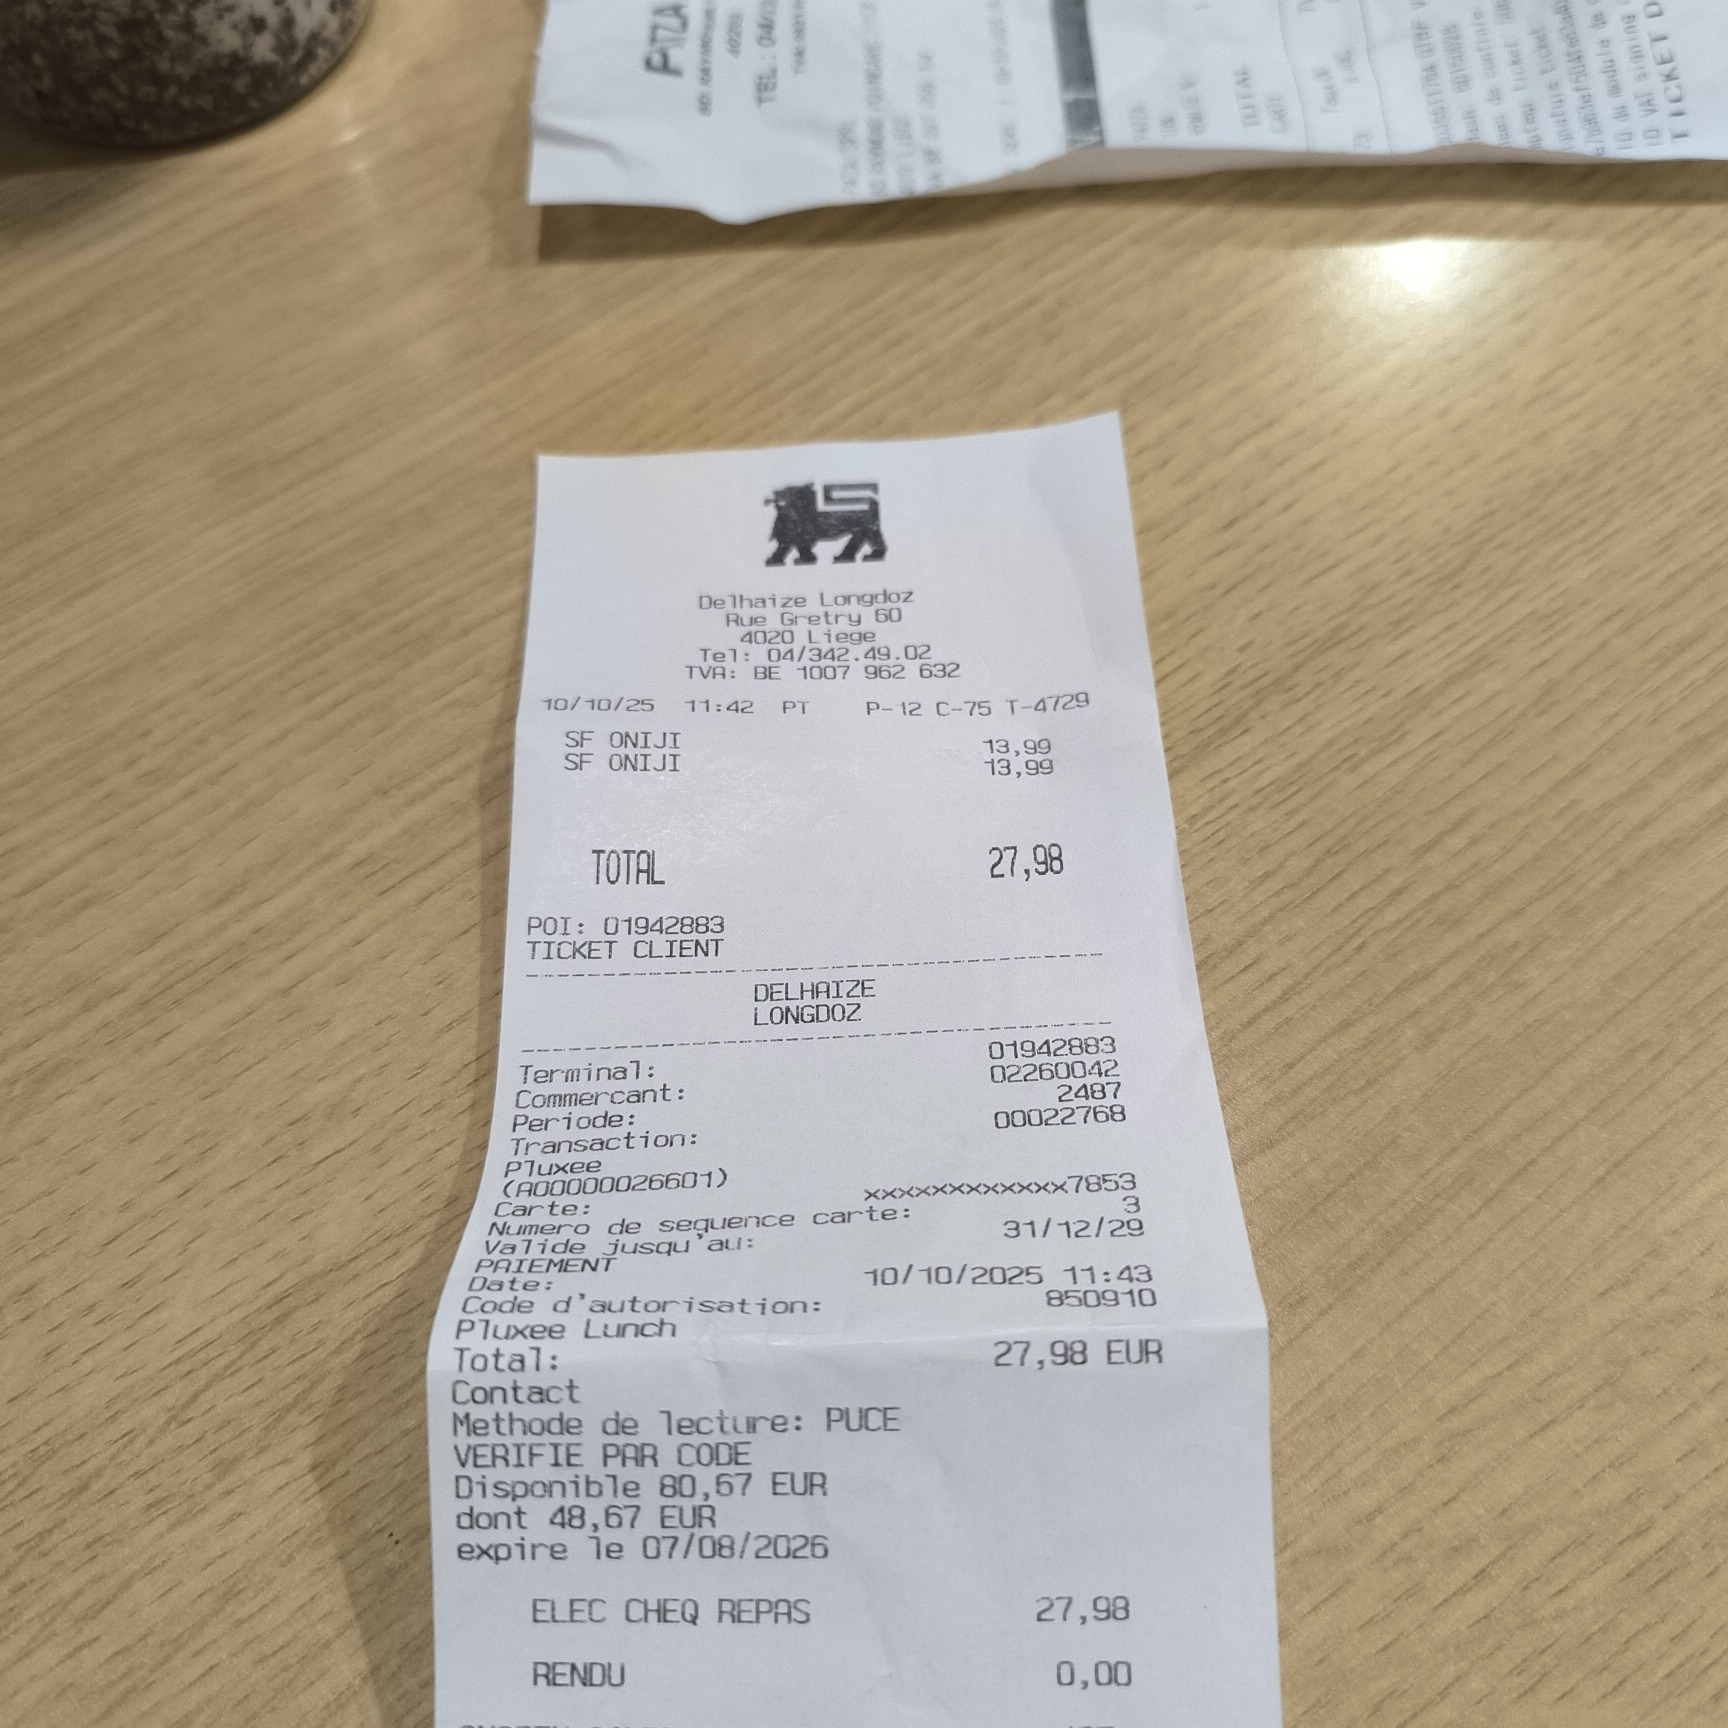 TEL: 04
TOTAL
TICKET D
Delhaize Longdoz
Rue Gretry 60
4020 Liege
Tel: 04/342.49.02
TVA: BE 1007 962 632
10/10/25 11:42 PT P-12 C-75 T-4729
SF ONIJI 13,99
SF ONIJI 13,99
TOTAL 27,98
POI: 01942883
TICKET CLIENT
DELHAIZE
LONGDOZ
Terminal: 01942883
Commercant: 02260042
Periode: 2487
Transaction: 00022768
Pluxee
(A00000026601)
Carte: xxxxxxxxxxxx7853
Numero de sequence carte: 3
Valide jusqu'au: 31/12/29
PAIEMENT
Date: 10/10/2025 11:43
Code d'autorisation: 850910
Pluxee Lunch
Total: 27,98 EUR
Contact
Methode de lecture: PUCE
VERIFIE PAR CODE
Disponible 80,67 EUR
dont 48,67 EUR
expire le 07/08/2026
ELEC CHEQ REPAS 27,98
RENDU 0,00